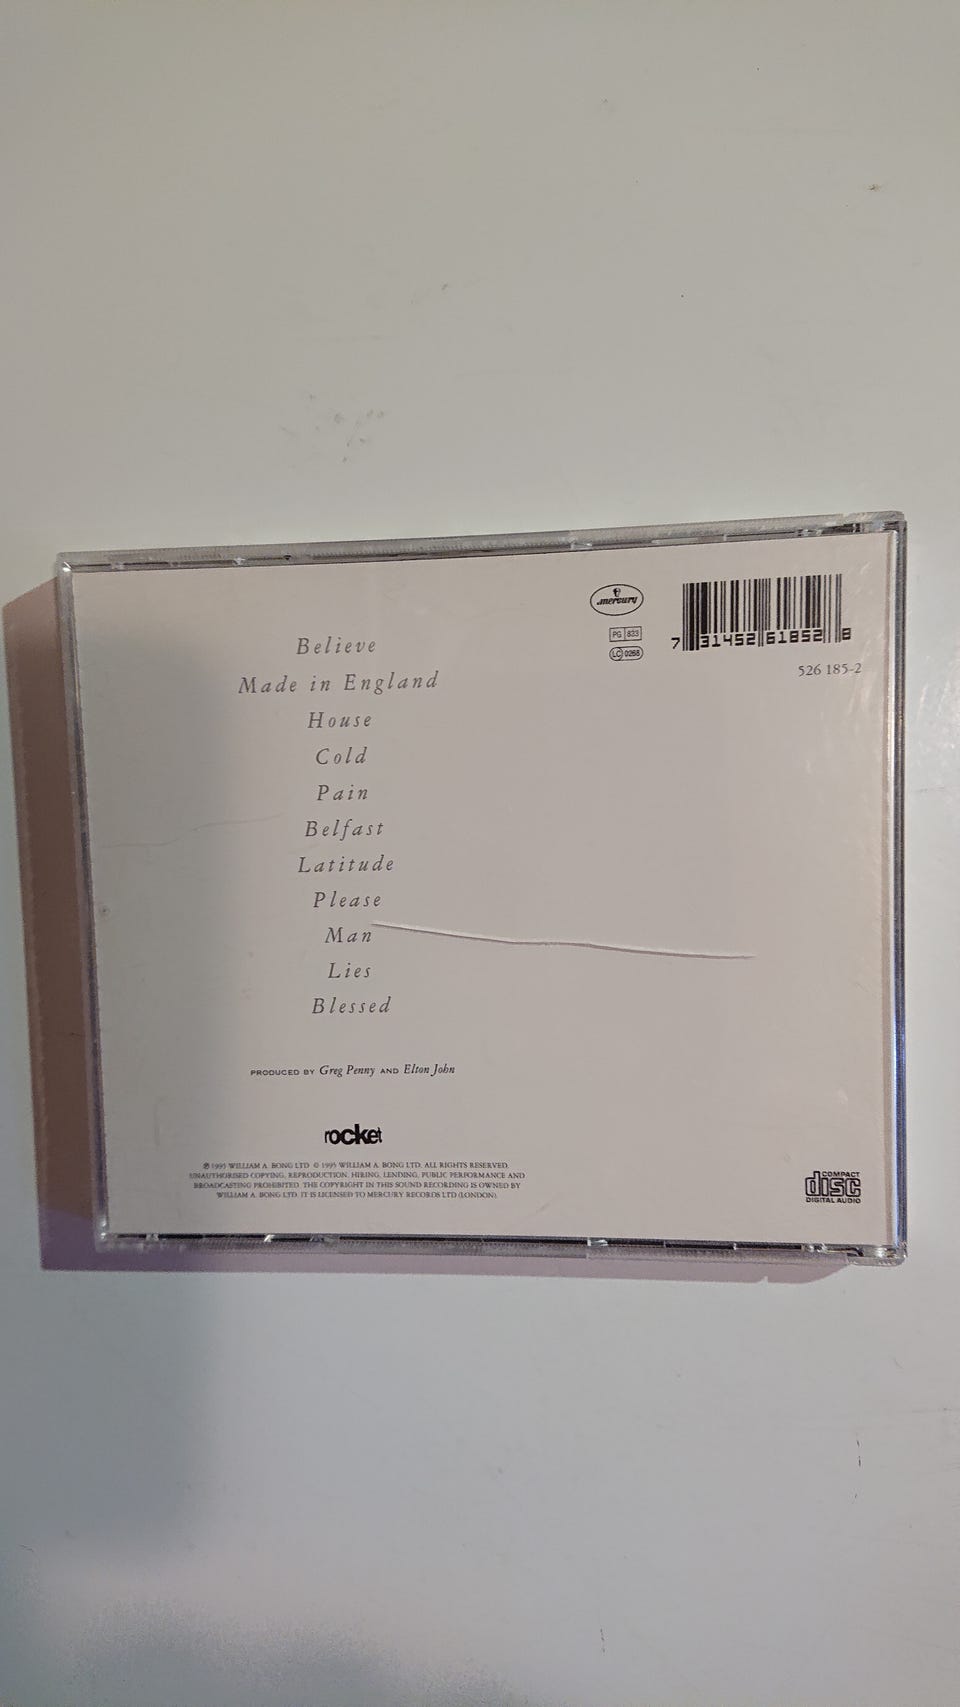 mercury
PG 833
LC 0268
7 31452 61852 8
526 185-2
Believe
Made in England
House
Cold
Pain
Belfast
Latitude
Please
Man
Lies
Blessed
PRODUCED BY Greg Penny AND Elton John
rocket
℗ 1995 WILLIAM A. BONG LTD © 1995 WILLIAM A. BONG LTD. ALL RIGHTS RESERVED.
UNAUTHORISED COPYING, REPRODUCTION, HIRING, LENDING, PUBLIC PERFORMANCE AND
BROADCASTING PROHIBITED. THE COPYRIGHT IN THIS SOUND RECORDING IS OWNED BY
WILLIAM A. BONG LTD. IT IS LICENSED TO MERCURY RECORDS LTD (LONDON).
COMPACT
disc
DIGITAL AUDIO